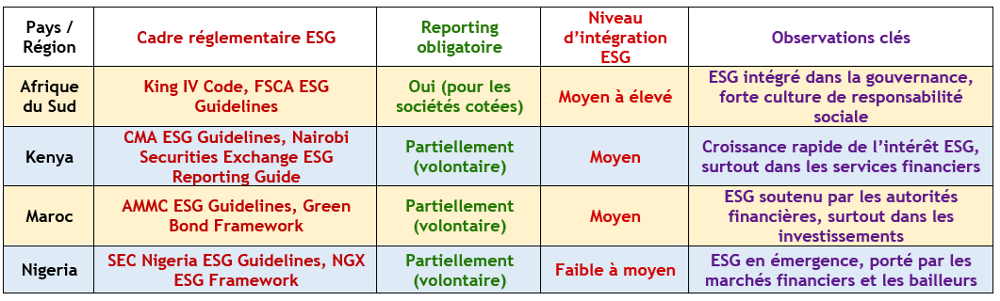 Pays /
Région
Cadre réglementaire ESG
Reporting
obligatoire
Niveau
d’intégration
ESG
Observations clés
Afrique
du Sud
King IV Code, FSCA ESG
Guidelines
Oui (pour les
sociétés cotées)
Moyen à élevé
ESG intégré dans la gouvernance,
forte culture de responsabilité
sociale
Kenya
CMA ESG Guidelines, Nairobi
Securities Exchange ESG
Reporting Guide
Partiellement
(volontaire)
Moyen
Croissance rapide de l’intérêt ESG,
surtout dans les services financiers
Maroc
AMMC ESG Guidelines, Green
Bond Framework
Partiellement
(volontaire)
Moyen
ESG soutenu par les autorités
financières, surtout dans les
investissements
Nigeria
SEC Nigeria ESG Guidelines, NGX
ESG Framework
Partiellement
(volontaire)
Faible à moyen
ESG en émergence, porté par les
marchés financiers et les bailleurs